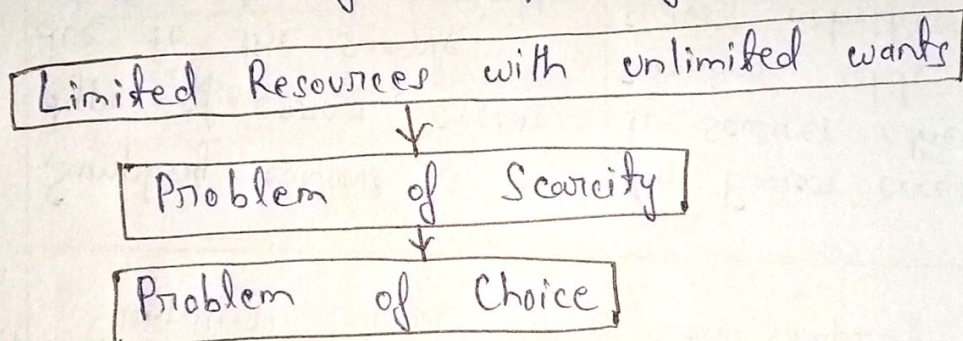 Limited Resources with unlimited wants
Problem of Scarcity
Problem of Choice